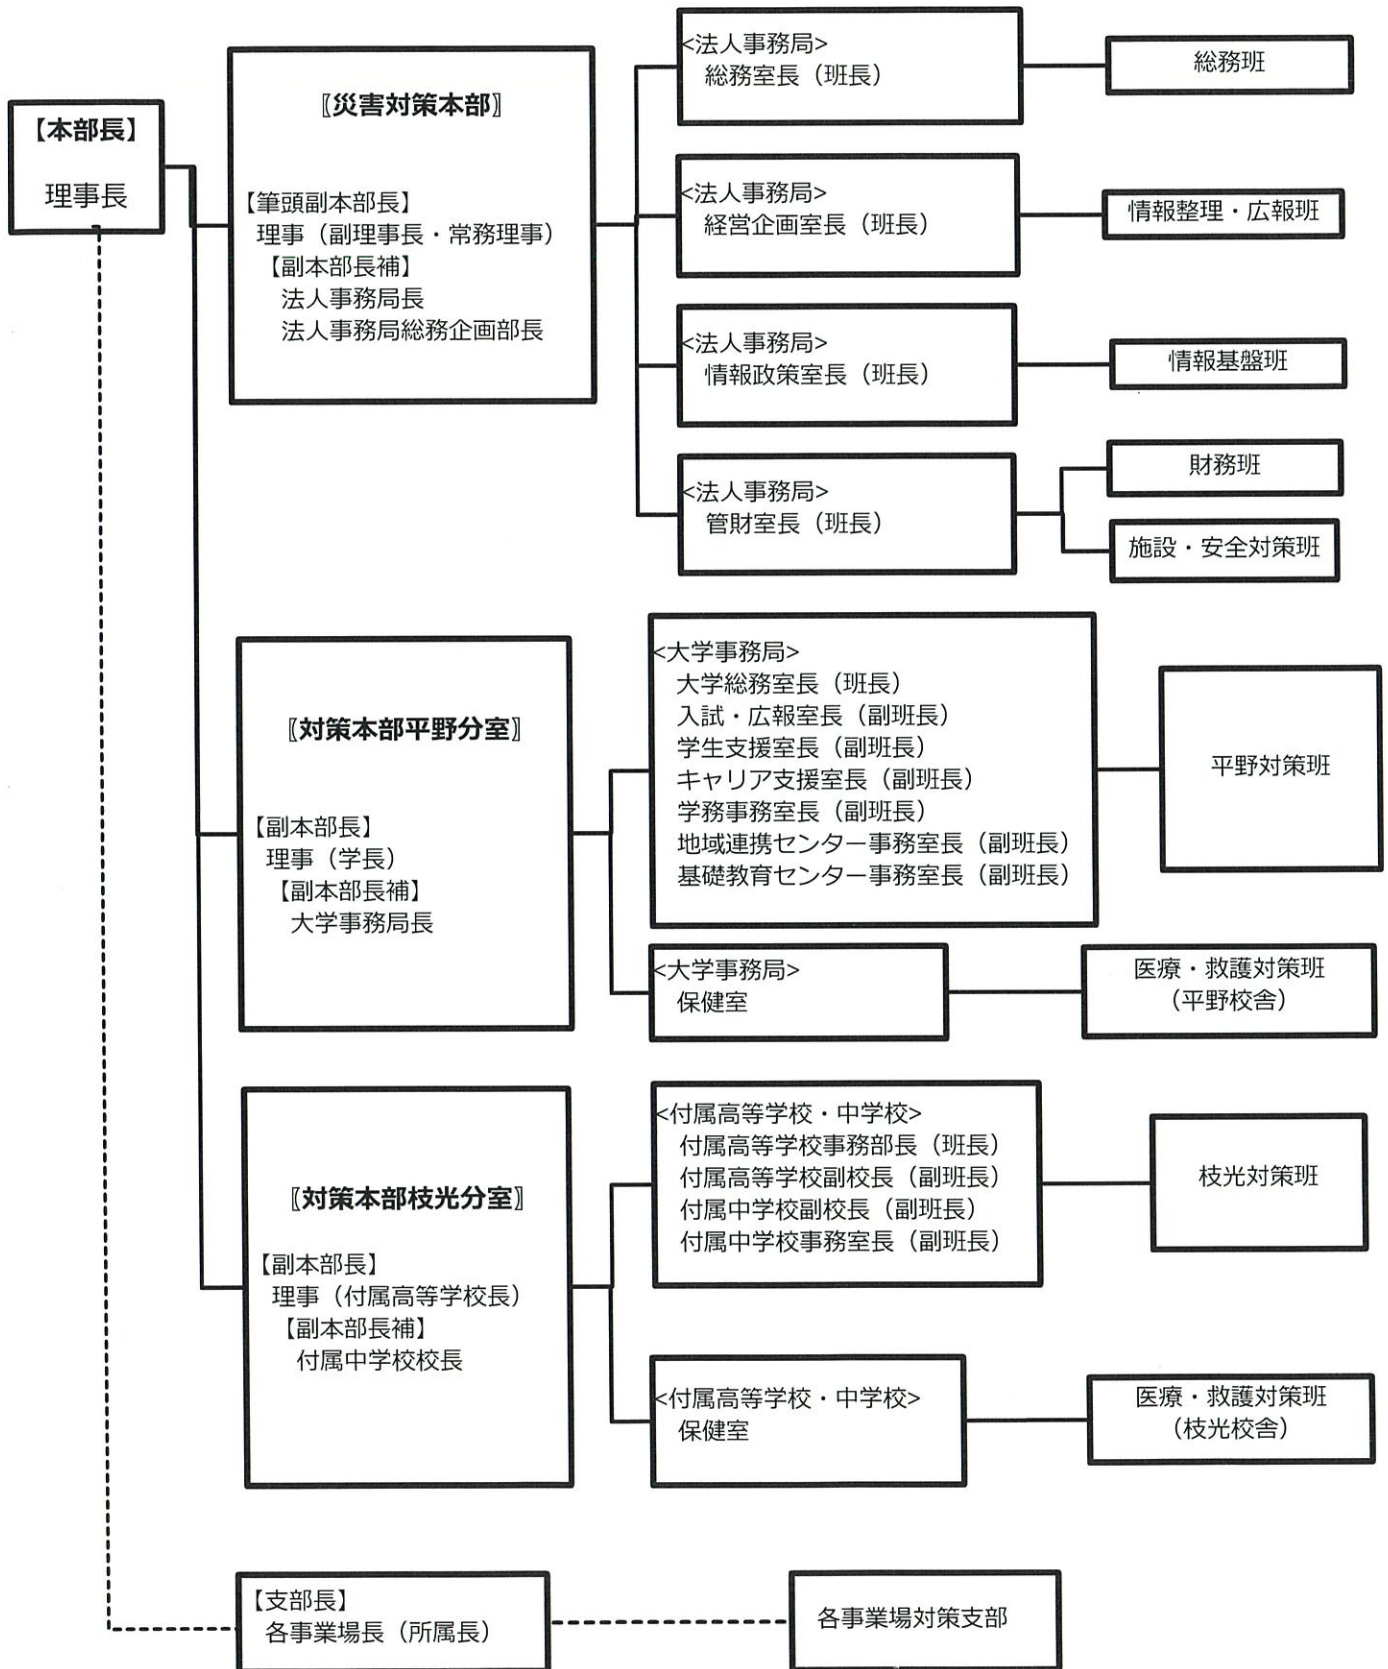 【本部長】
理事長
〖災害対策本部〗
【筆頭副本部長】
理事（副理事長・常務理事）
【副本部長補】
法人事務局長
法人事務局総務企画部長
<法人事務局>
総務室長（班長）
総務班
<法人事務局>
経営企画室長（班長）
情報整理・広報班
<法人事務局>
情報政策室長（班長）
情報基盤班
<法人事務局>
管財室長（班長）
財務班
施設・安全対策班
〖対策本部平野分室〗
【副本部長】
理事（学長）
【副本部長補】
大学事務局長
<大学事務局>
大学総務室長（班長）
入試・広報室長（副班長）
学生支援室長（副班長）
キャリア支援室長（副班長）
学務事務室長（副班長）
地域連携センター事務室長（副班長）
基礎教育センター事務室長（副班長）
平野対策班
<大学事務局>
保健室
医療・救護対策班
（平野校舎）
〖対策本部枝光分室〗
【副本部長】
理事（付属高等学校長）
【副本部長補】
付属中学校校長
<付属高等学校・中学校>
付属高等学校事務部長（班長）
付属高等学校副校長（副班長）
付属中学校副校長（副班長）
付属中学校事務室長（副班長）
枝光対策班
<付属高等学校・中学校>
保健室
医療・救護対策班
（枝光校舎）
【支部長】
各事業場長（所属長）
各事業場対策支部